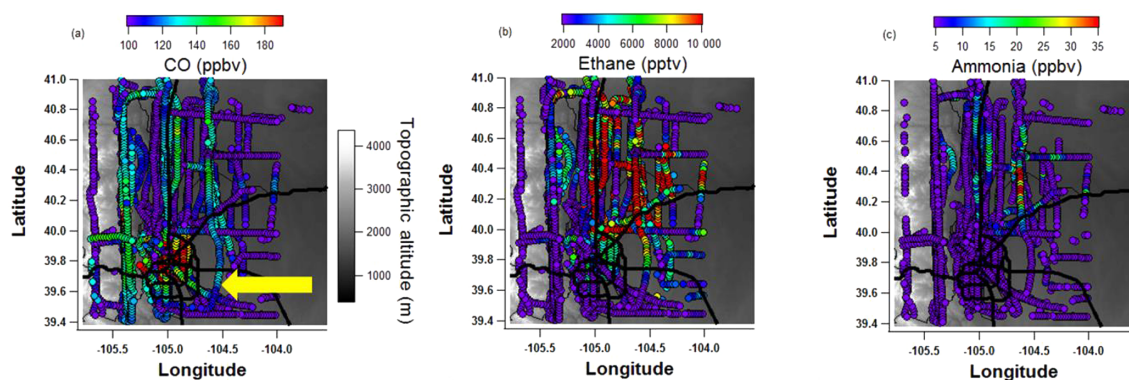 100 120 140 160 180
(a)
CO (ppbv)
41.0
40.8
40.6
40.4
40.2
40.0
39.8
39.6
39.4
Latitude
-105.5 -105.0 -104.5 -104.0
Longitude
4000
3000
2000
1000
Topographic altitude (m)
2000 4000 6000 8000 10 000
(b)
Ethane (pptv)
41.0
40.8
40.6
40.4
40.2
40.0
39.8
39.6
39.4
Latitude
-105.5 -105.0 -104.5 -104.0
Longitude
5 10 15 20 25 30 35
(c)
Ammonia (ppbv)
41.0
40.8
40.6
40.4
40.2
40.0
39.8
39.6
39.4
Latitude
-105.5 -105.0 -104.5 -104.0
Longitude